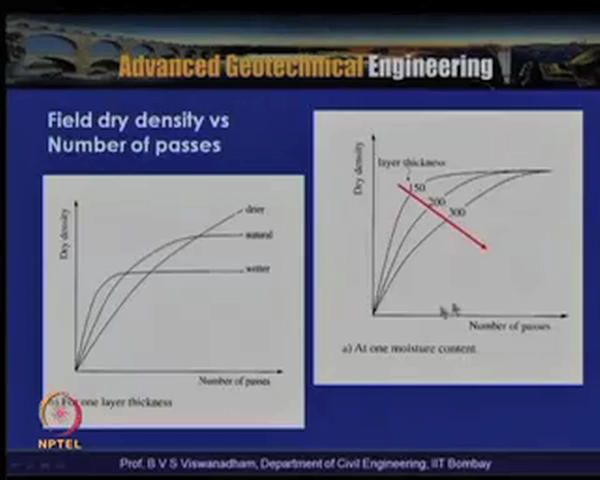 Advanced Geotechnical Engineering
Field dry density vs
Number of passes
Dry density
drier
natural
wetter
Number of passes
b) For one layer thickness
Dry density
layer thickness
150
200
300
Number of passes
a) At one moisture content
NPTEL
Prof. B V S Viswanadham, Department of Civil Engineering, IIT Bombay